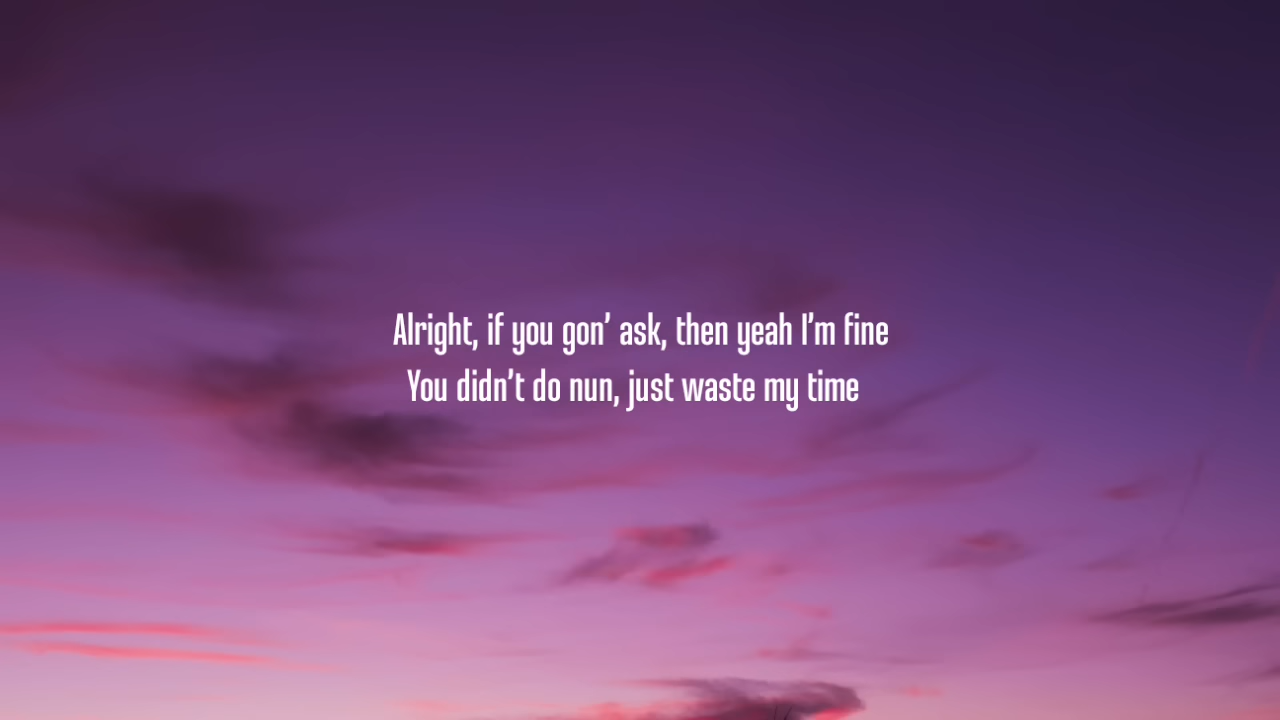 Alright, if you gon’ ask, then yeah I’m fine
You didn’t do nun, just waste my time